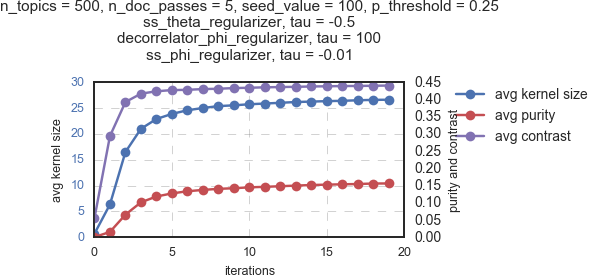 n_topics = 500, n_doc_passes = 5, seed_value = 100, p_threshold = 0.25
ss_theta_regularizer, tau = -0.5
decorrelator_phi_regularizer, tau = 100
ss_phi_regularizer, tau = -0.01
30
25
20
15
10
5
0
avg kernel size
0.45
0.40
0.35
0.30
0.25
0.20
0.15
0.10
0.05
0.00
purity and contrast
avg kernel size
avg purity
avg contrast
0 5 10 15 20
iterations